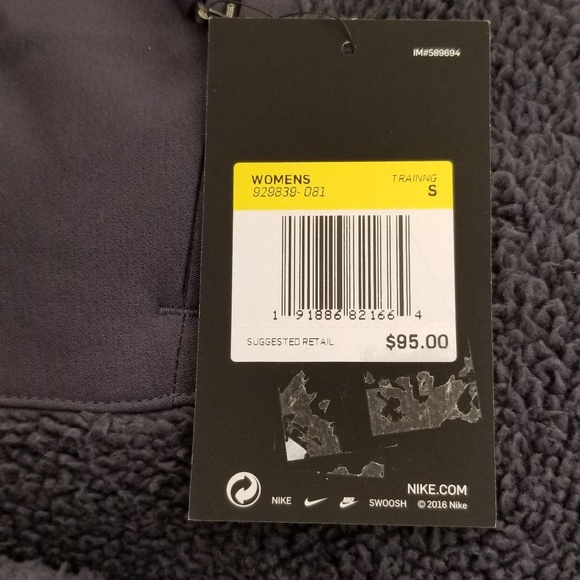 IM#589694
WOMENS TRAINNG
929839-081 S
1 91886 82166 4
SUGGESTED RETAIL $95.00
NIKE.COM
NIKE SWOOSH © 2016 Nike